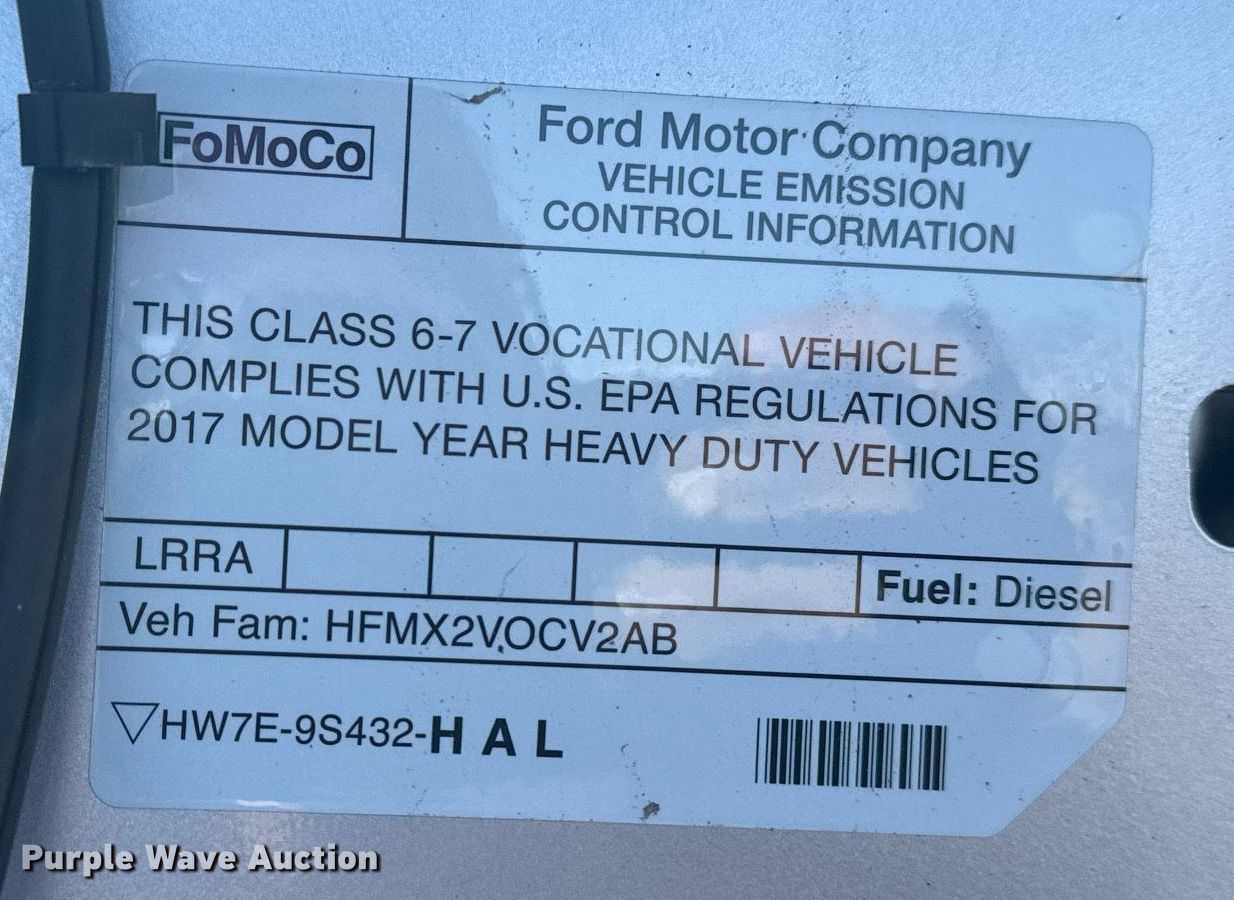 FoMoCo
Ford Motor Company
VEHICLE EMISSION
CONTROL INFORMATION
THIS CLASS 6-7 VOCATIONAL VEHICLE
COMPLIES WITH U.S. EPA REGULATIONS FOR
2017 MODEL YEAR HEAVY DUTY VEHICLES
LRRA
Fuel: Diesel
Veh Fam: HFMX2VOCV2AB
▽HW7E-9S432-H A L
Purple Wave Auction